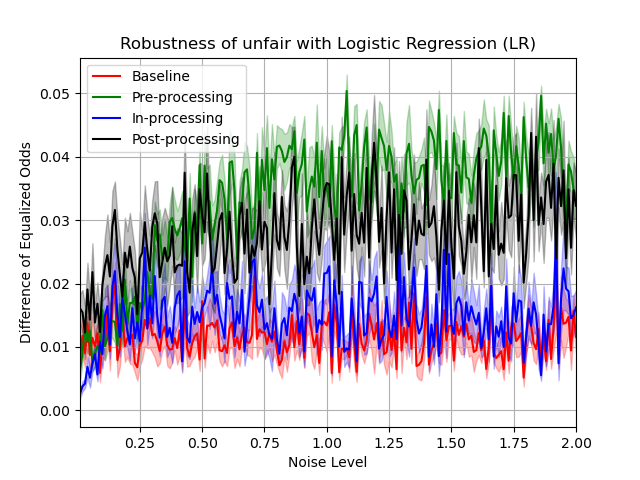 Robustness of unfair with Logistic Regression (LR)
Baseline
Pre-processing
In-processing
Post-processing
Difference of Equalized Odds
0.05
0.04
0.03
0.02
0.01
0.00
0.25 0.50 0.75 1.00 1.25 1.50 1.75 2.00
Noise Level